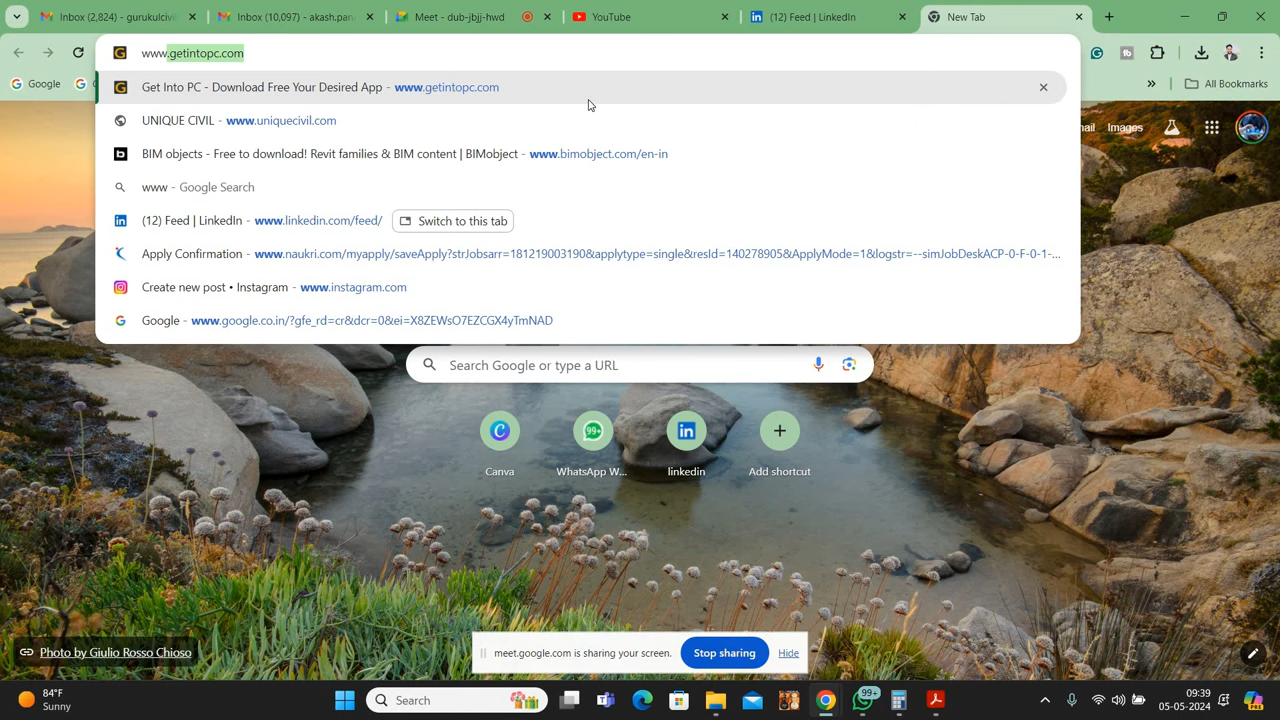 Inbox (2,824) - gurukulcivil
Inbox (10,097) - akash.pan
Meet - dub-jbjj-hwd
YouTube
(12) Feed | LinkedIn
New Tab
www.getintopc.com
Google
All Bookmarks
Get Into PC - Download Free Your Desired App - www.getintopc.com
UNIQUE CIVIL - www.uniquecivil.com
Images
BIM objects - Free to download! Revit families & BIM content | BIMobject - www.bimobject.com/en-in
www - Google Search
(12) Feed | LinkedIn - www.linkedin.com/feed/ Switch to this tab
Apply Confirmation - www.naukri.com/myapply/saveApply?strJobsarr=181219003190&applytype=single&resId=140278905&ApplyMode=1&logstr=--simJobDeskACP-0-F-0-1-...
Create new post • Instagram - www.instagram.com
Google - www.google.co.in/?gfe_rd=cr&dcr=0&ei=X8ZEWsO7EZCGX4yTmNAD
Search Google or type a URL
99+
Canva
WhatsApp W...
linkedin
Add shortcut
Photo by Giulio Rosso Chioso
meet.google.com is sharing your screen. Stop sharing Hide
84°F
Sunny
Search
99+
09:39
05-05-2024